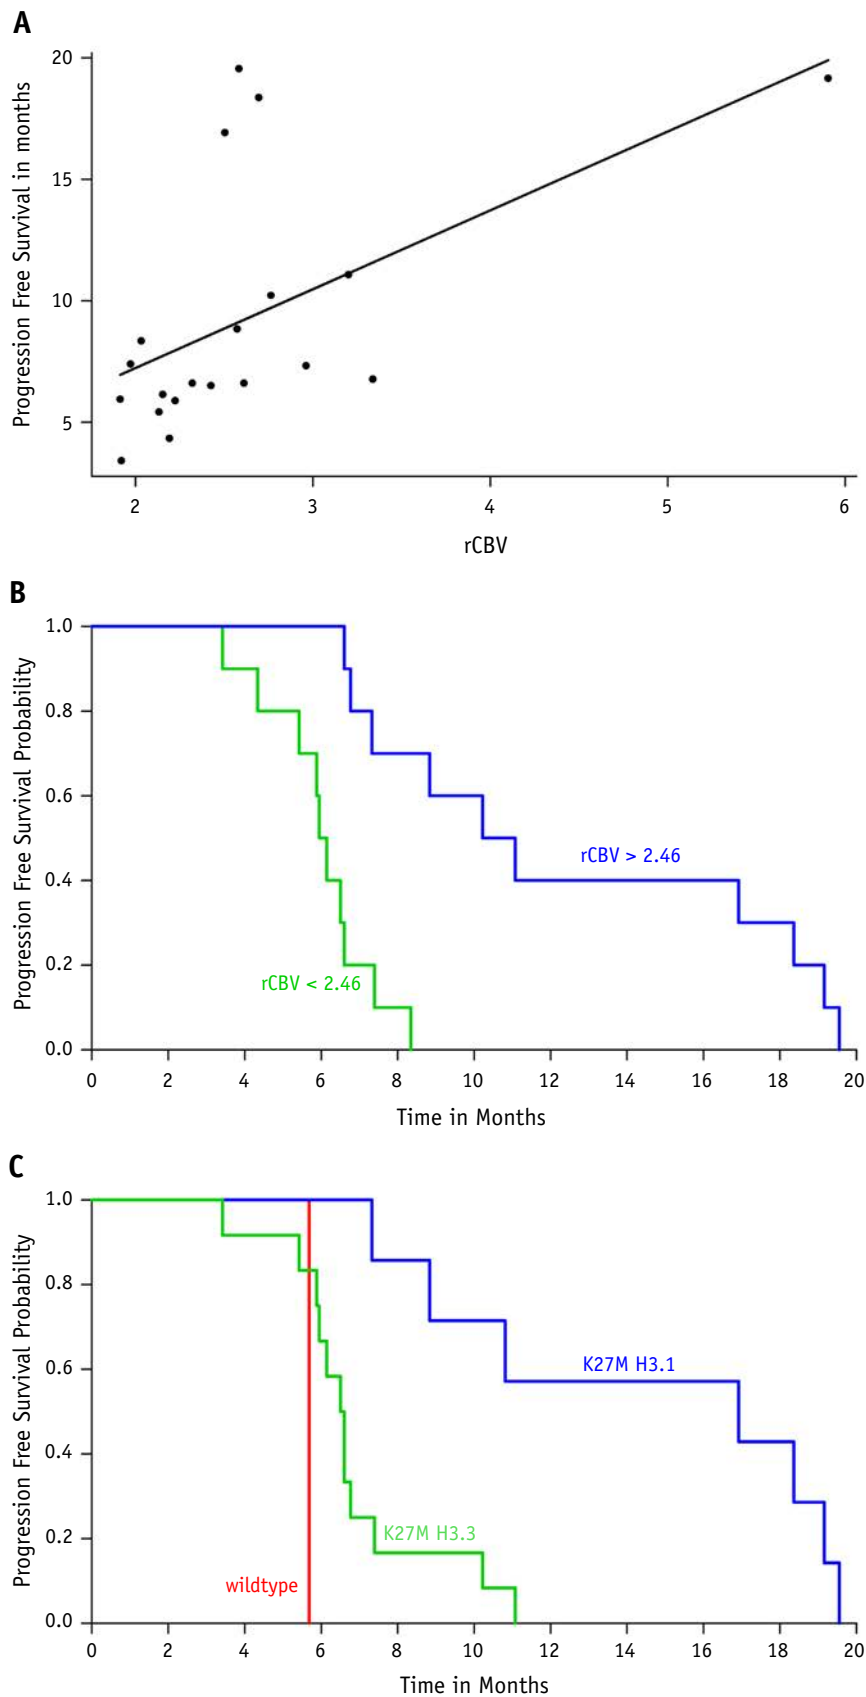 A
Progression Free Survival in months
20
15
10
5
2 3 4 5 6
rCBV
B
Progression Free Survival Probability
1.0
0.8
0.6
0.4
0.2
0.0
rCBV > 2.46
rCBV < 2.46
0 2 4 6 8 10 12 14 16 18 20
Time in Months
C
Progression Free Survival Probability
1.0
0.8
0.6
0.4
0.2
0.0
K27M H3.1
K27M H3.3
wildtype
0 2 4 6 8 10 12 14 16 18 20
Time in Months